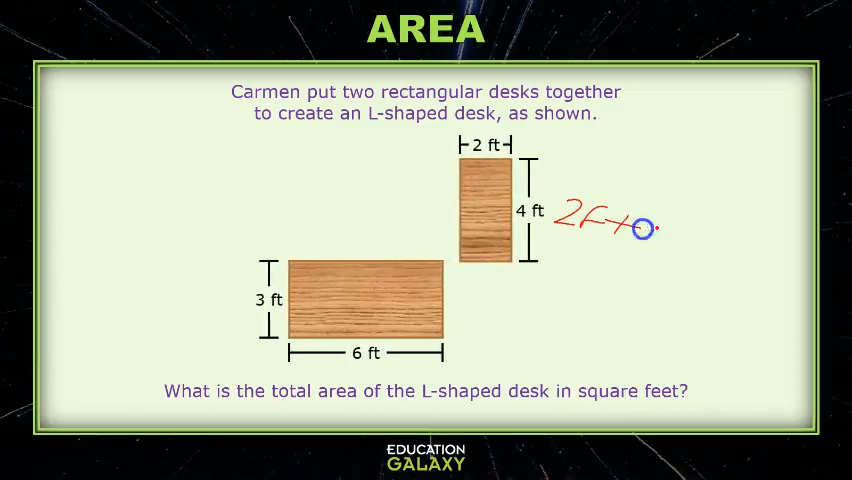 AREA
Carmen put two rectangular desks together
to create an L-shaped desk, as shown.
2 ft
4 ft
2ft
3 ft
6 ft
What is the total area of the L-shaped desk in square feet?
EDUCATION
GALAXY